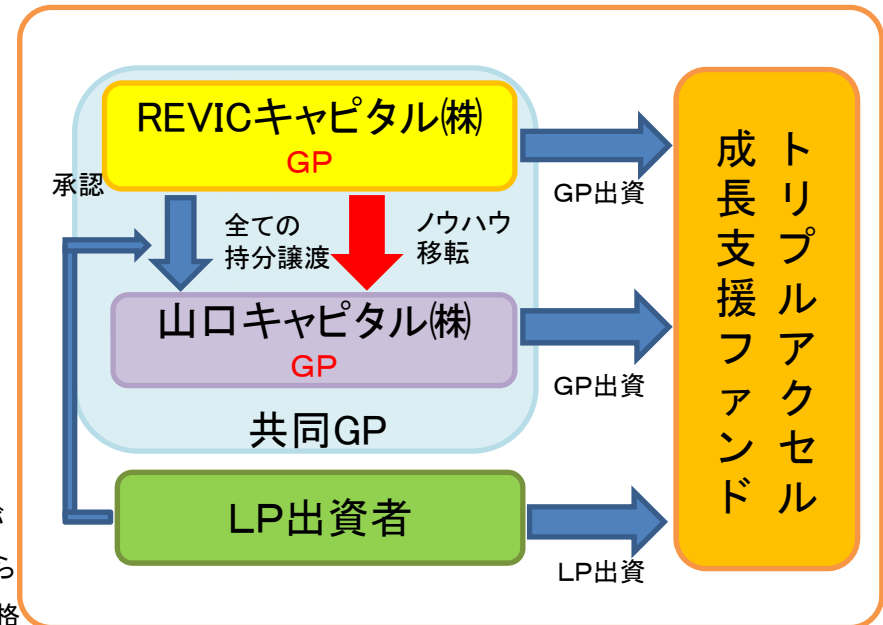 REVICキャピタル㈱
GP
承認
全ての
持分譲渡
ノウハウ
移転
GP出資
山口キャピタル㈱
GP
GP出資
共同GP
LP出資者
LP出資
トリプルアクセル
成長支援ファンド
ら
格